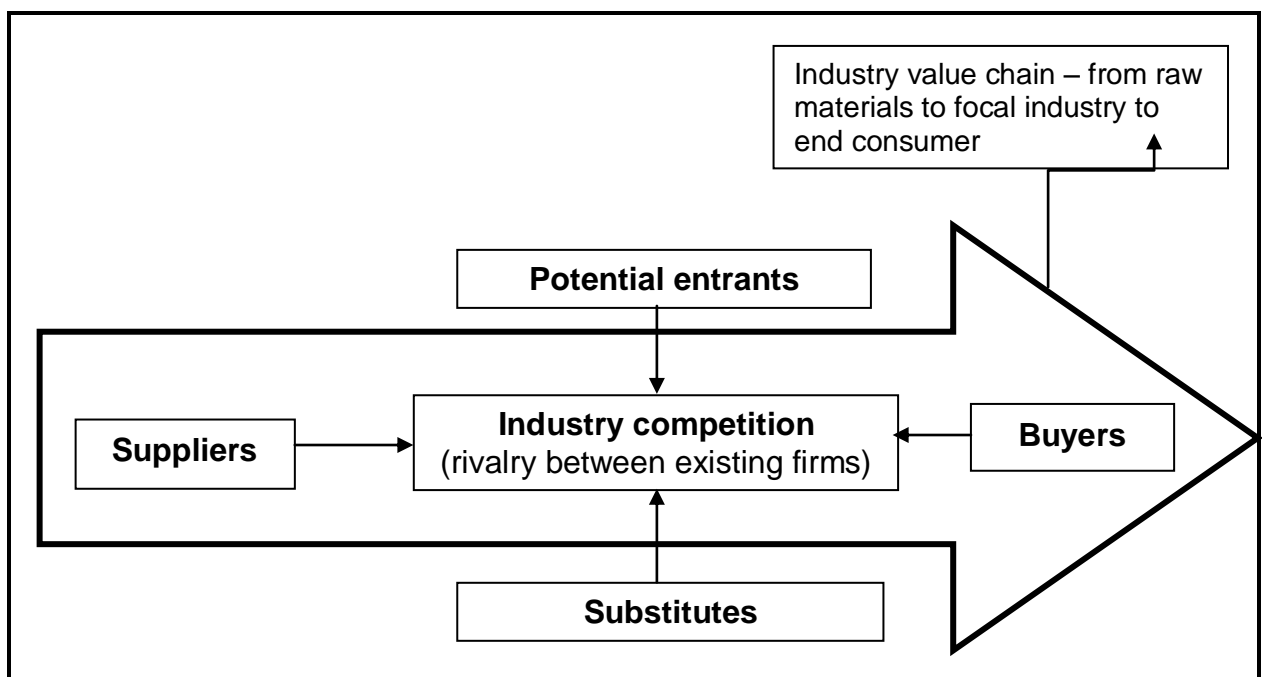 Industry value chain – from raw
materials to focal industry to
end consumer
Potential entrants
Suppliers
Industry competition
(rivalry between existing firms)
Buyers
Substitutes